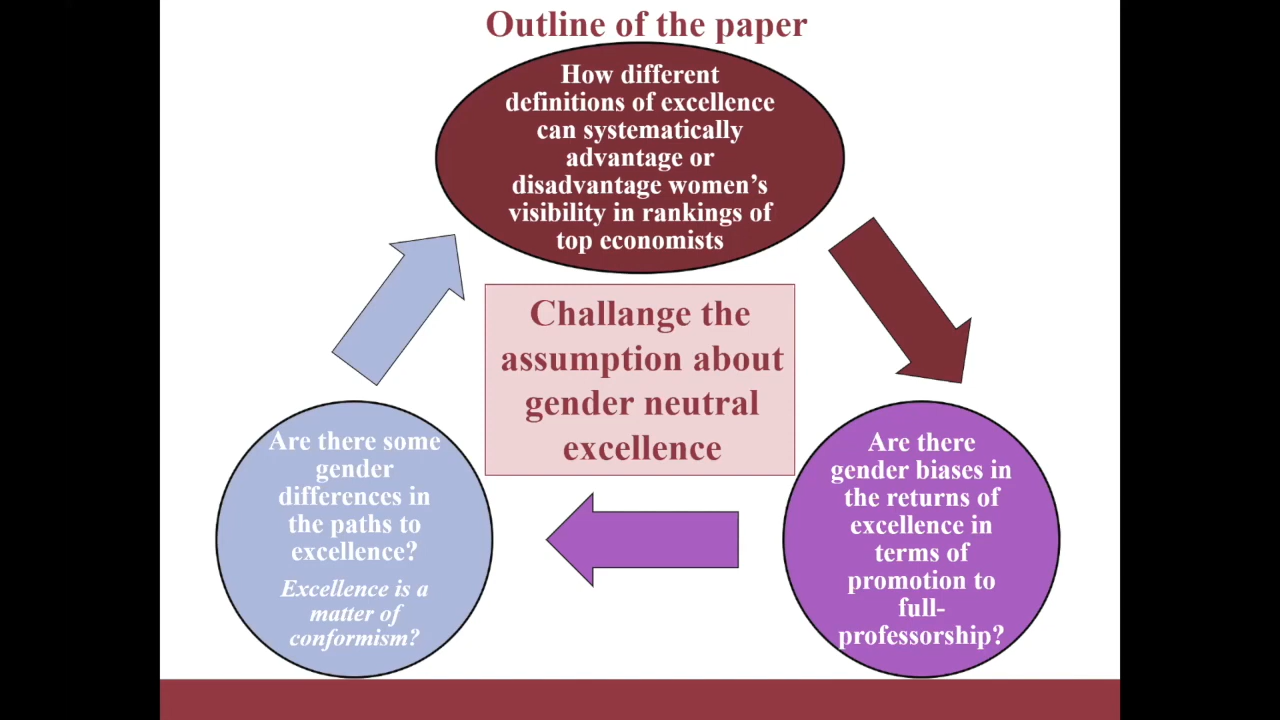 Outline of the paper
How different
definitions of excellence
can systematically
advantage or
disadvantage women's
visibility in rankings of
top economists
Challange the
assumption about
gender neutral
excellence
Are there
gender biases in
the returns of
excellence in
terms of
promotion to
full-
professorship?
Are there some
gender
differences in
the paths to
excellence?
Excellence is a
matter of
conformism?